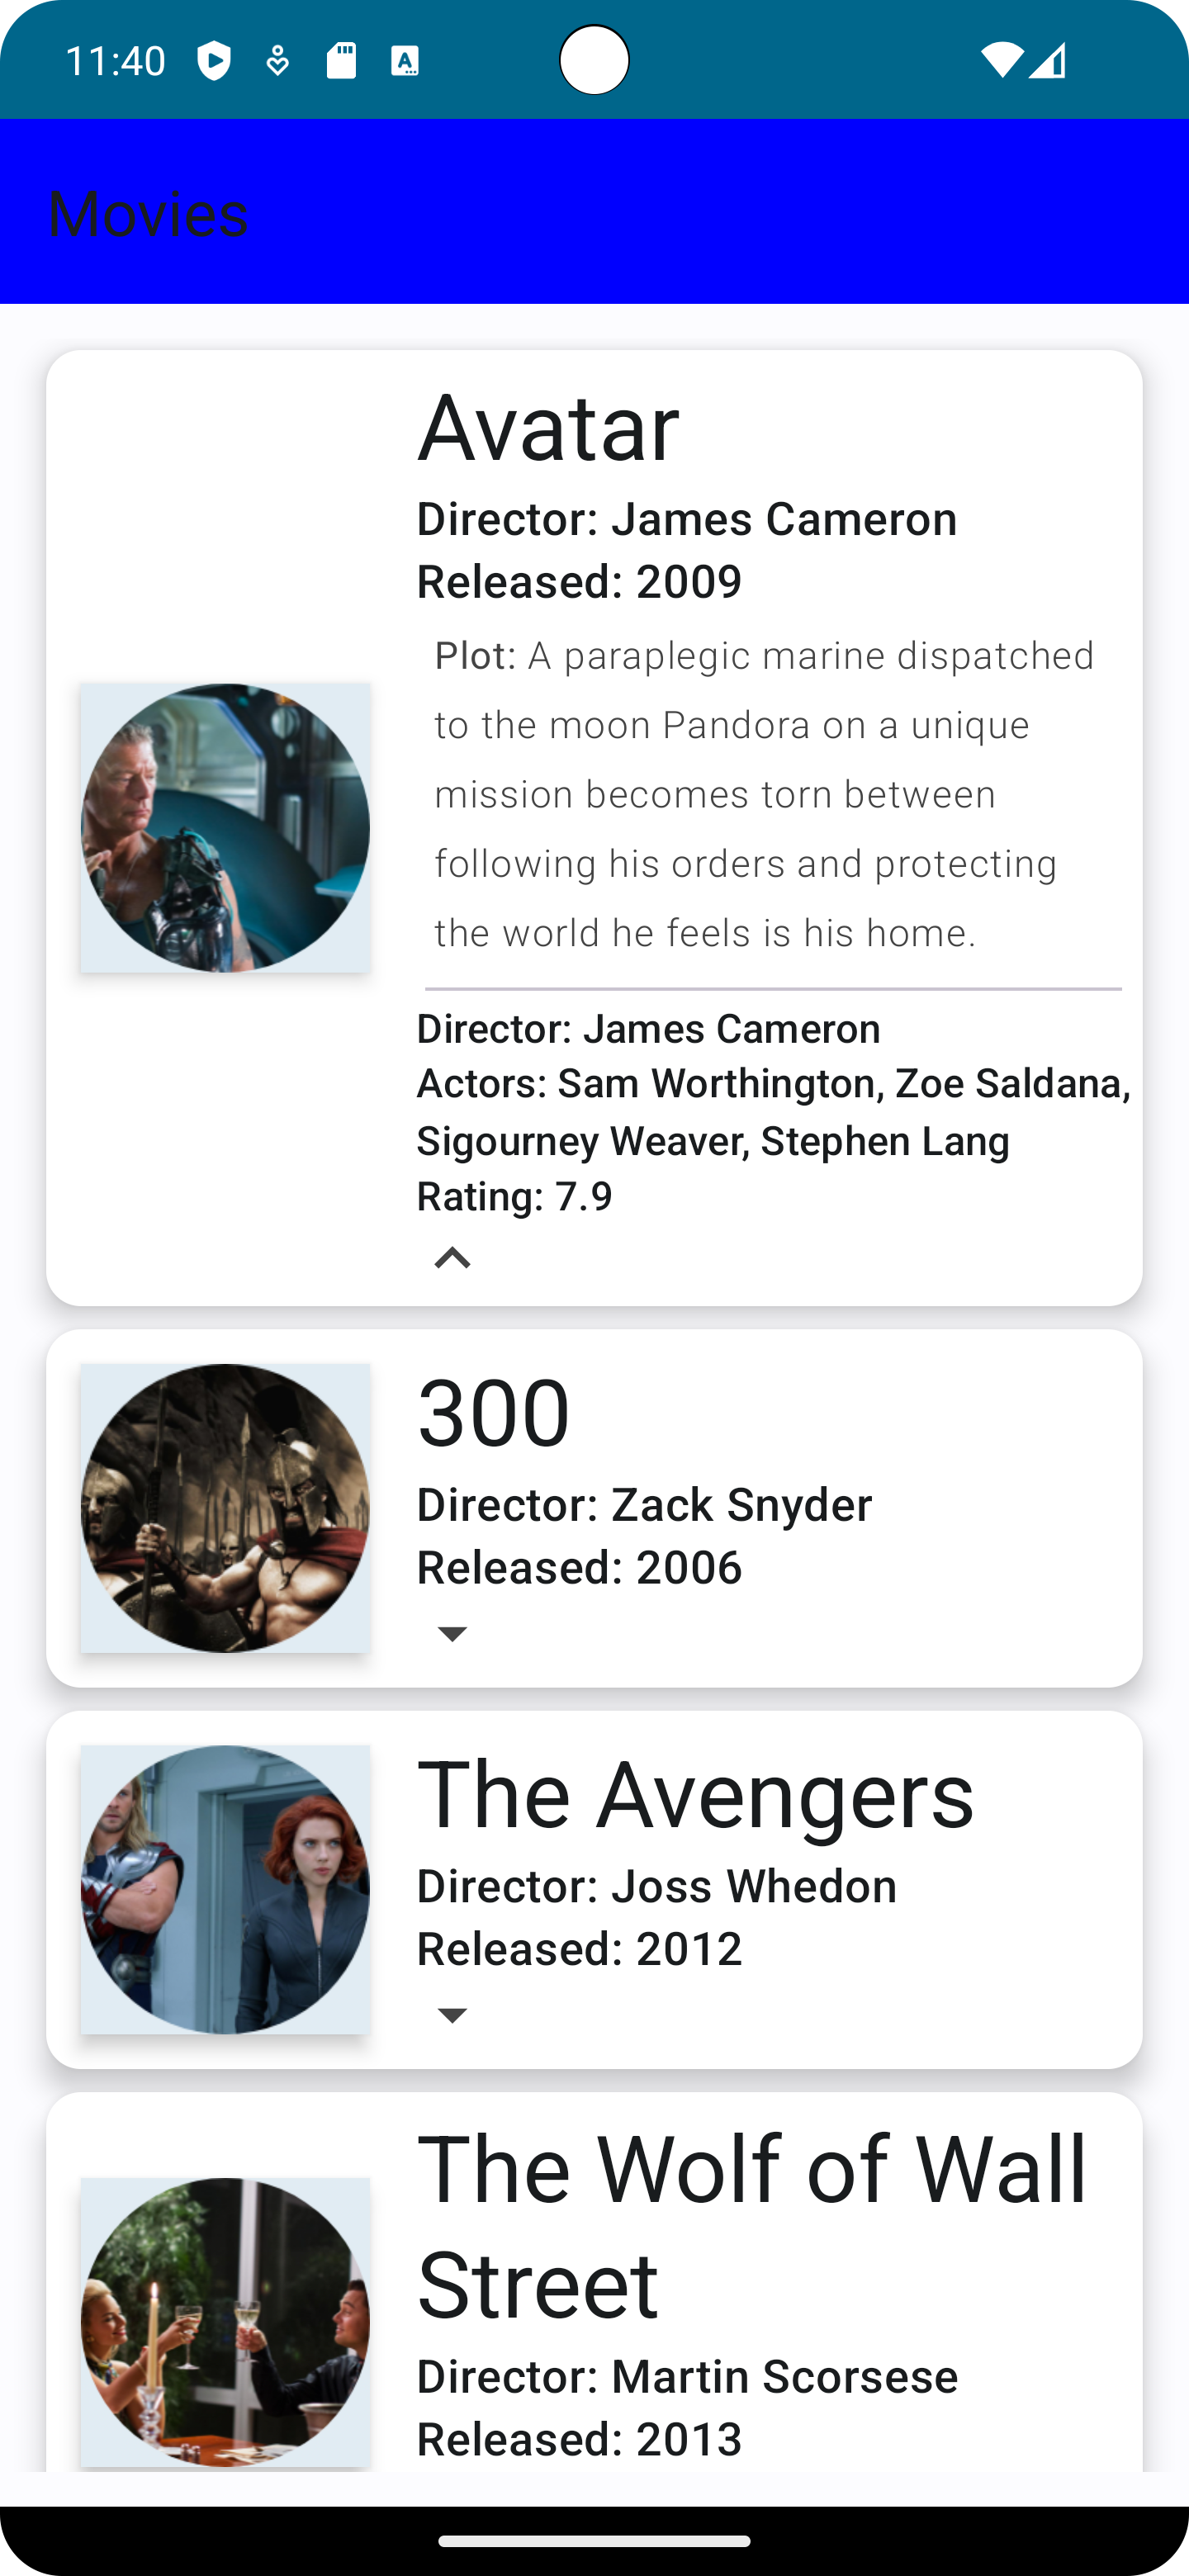 11:40
Movies
Avatar
Director: James Cameron
Released: 2009
Plot: A paraplegic marine dispatched
to the moon Pandora on a unique
mission becomes torn between
following his orders and protecting
the world he feels is his home.
Director: James Cameron
Actors: Sam Worthington, Zoe Saldana,
Sigourney Weaver, Stephen Lang
Rating: 7.9
300
Director: Zack Snyder
Released: 2006
The Avengers
Director: Joss Whedon
Released: 2012
The Wolf of Wall
Street
Director: Martin Scorsese
Released: 2013